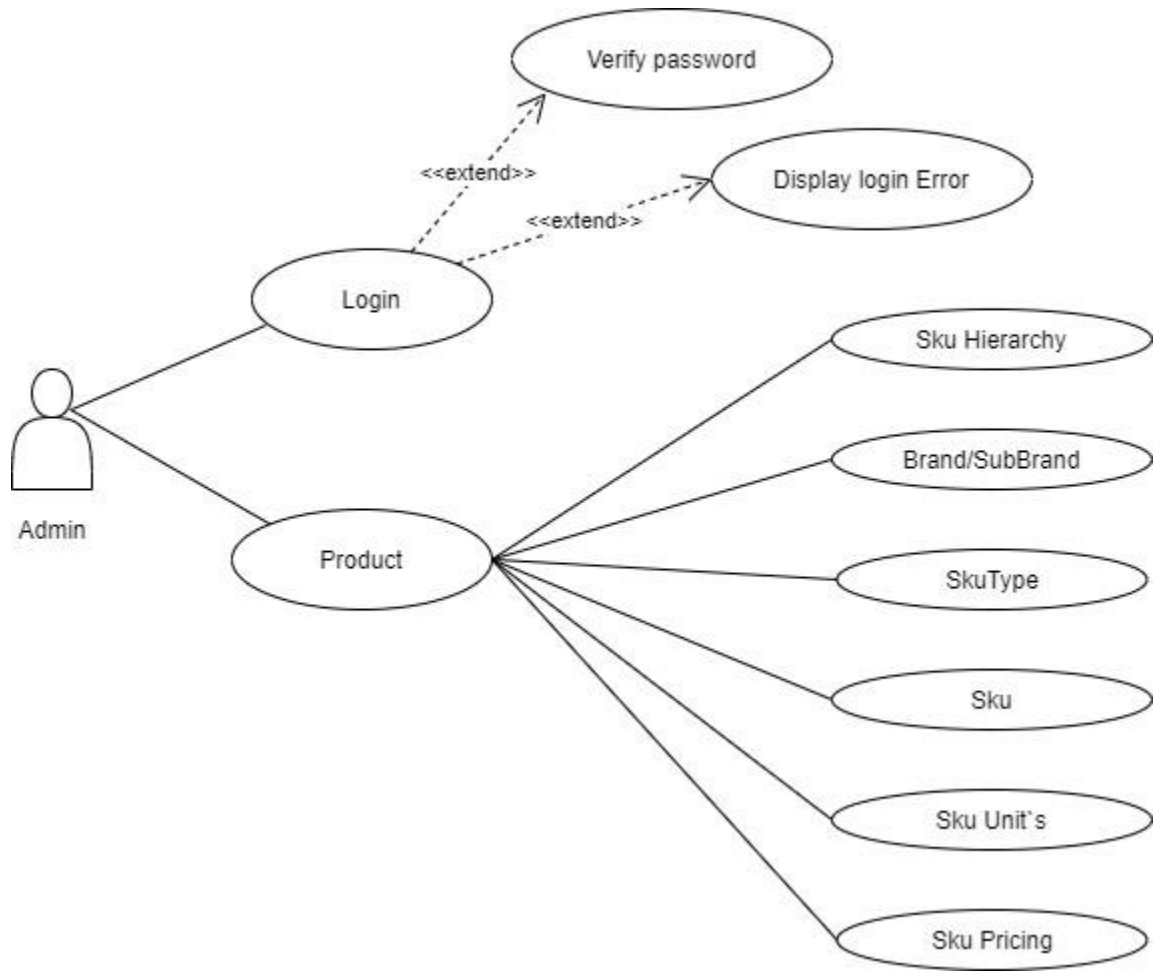 Verify password
<<extend>>
Display login Error
<<extend>>
Login
Sku Hierarchy
Brand/SubBrand
Admin
Product
SkuType
Sku
Sku Unit`s
Sku Pricing